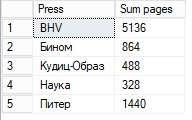 Press Sum pages
1 BHV 5136
2 Бином 864
3 Кудиц-Образ 488
4 Наука 328
5 Питер 1440